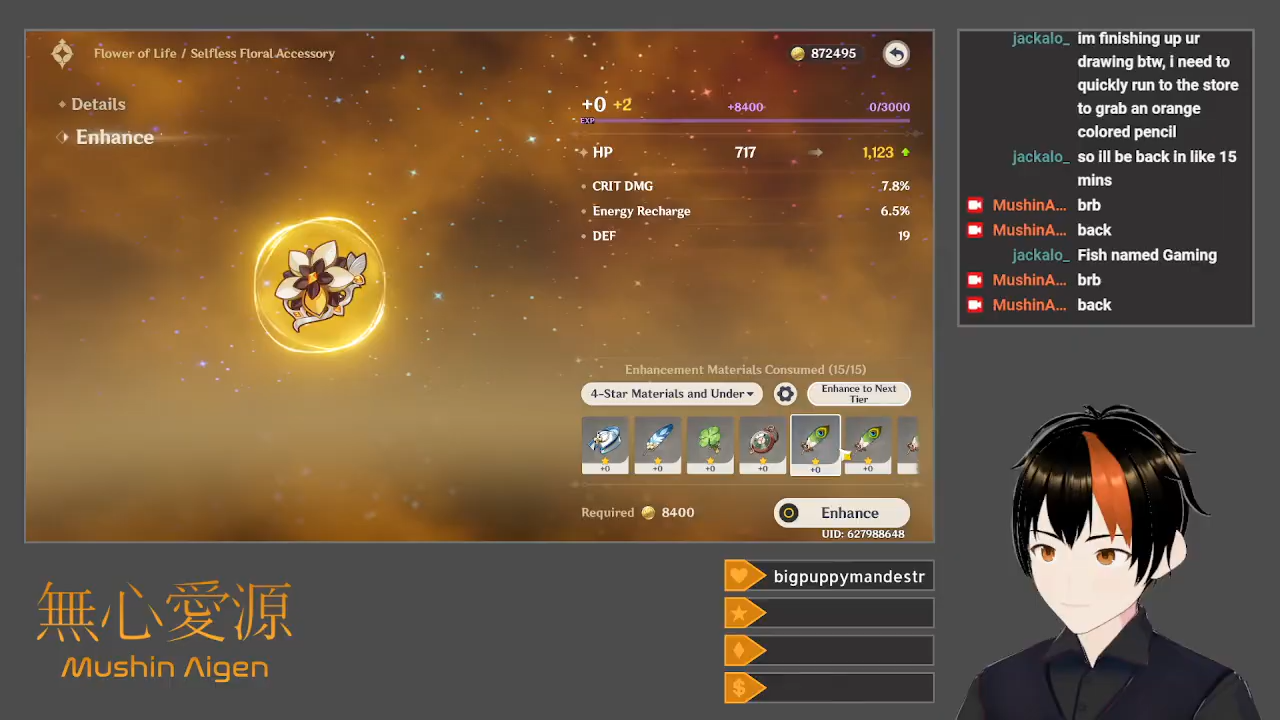 Flower of Life / Selfless Floral Accessory
872495
Details
Enhance
+0 +2
+8400
0/3000
EXP
HP 717 1,123
CRIT DMG 7.8%
Energy Recharge 6.5%
DEF 19
Enhancement Materials Consumed (15/15)
4-Star Materials and Under
Enhance to Next
Tier
+0 +0 +0 +0 +0 +0
Required 8400
Enhance
UID: 627988648
jackalo_ im finishing up ur
drawing btw, i need to
quickly run to the store
to grab an orange
colored pencil
jackalo_ so ill be back in like 15
mins
MushinA... brb
MushinA... back
jackalo_ Fish named Gaming
MushinA... brb
MushinA... back
無心愛源
Mushin Aigen
bigpuppymandestr
$